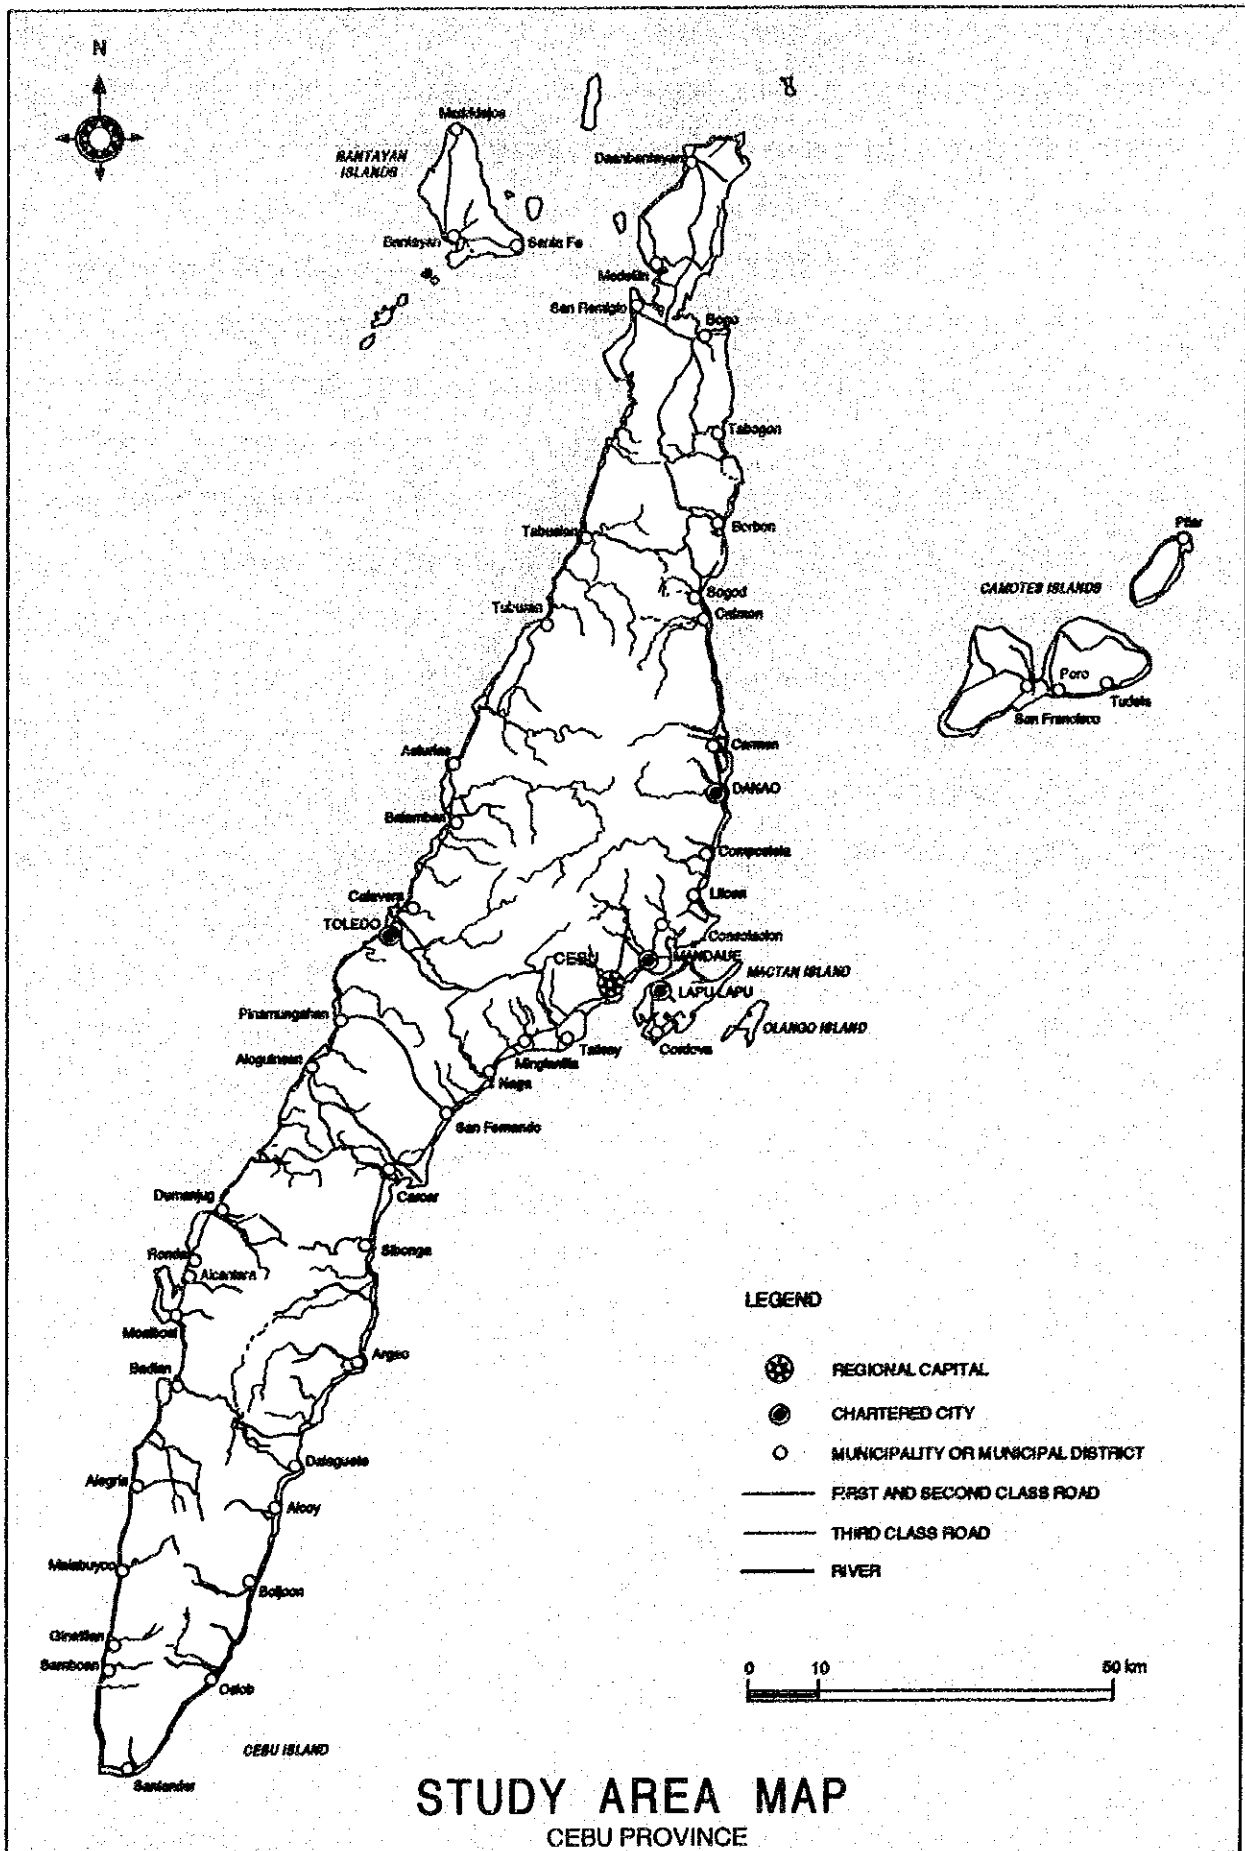 N
Madridejos
BANTAYAN
ISLANDS
Daanbantayan
Bantayan
Santa Fe
Medellin
San Remigio
Bogo
Tabogon
Tabuelan
Borbon
Pilar
CAMOTES ISLANDS
Sogod
Tuburan
Catmon
Poro
Tudela
San Francisco
Asturias
Carmen
DANAO
Balamban
Compostela
Calavera
Liloan
TOLEDO
Consolacion
CEBU
MANDAUE
MACTAN ISLAND
LAPU LAPU
Pinamungahan
OLANGO ISLAND
Talisay
Cordova
Aloguinsan
Minglanilla
Naga
San Fernando
Carcar
Dumanjug
Sibonga
Ronda
Alcantara
LEGEND
Moalboal
Argao
Badian
REGIONAL CAPITAL
CHARTERED CITY
MUNICIPALITY OR MUNICIPAL DISTRICT
Dalaguete
Alegria
FIRST AND SECOND CLASS ROAD
Alcoy
THIRD CLASS ROAD
Malabuyoc
RIVER
Boljoon
Ginatilan
Samboan
0 10 50 km
Oslob
CEBU ISLAND
Santander
STUDY AREA MAP
CEBU PROVINCE